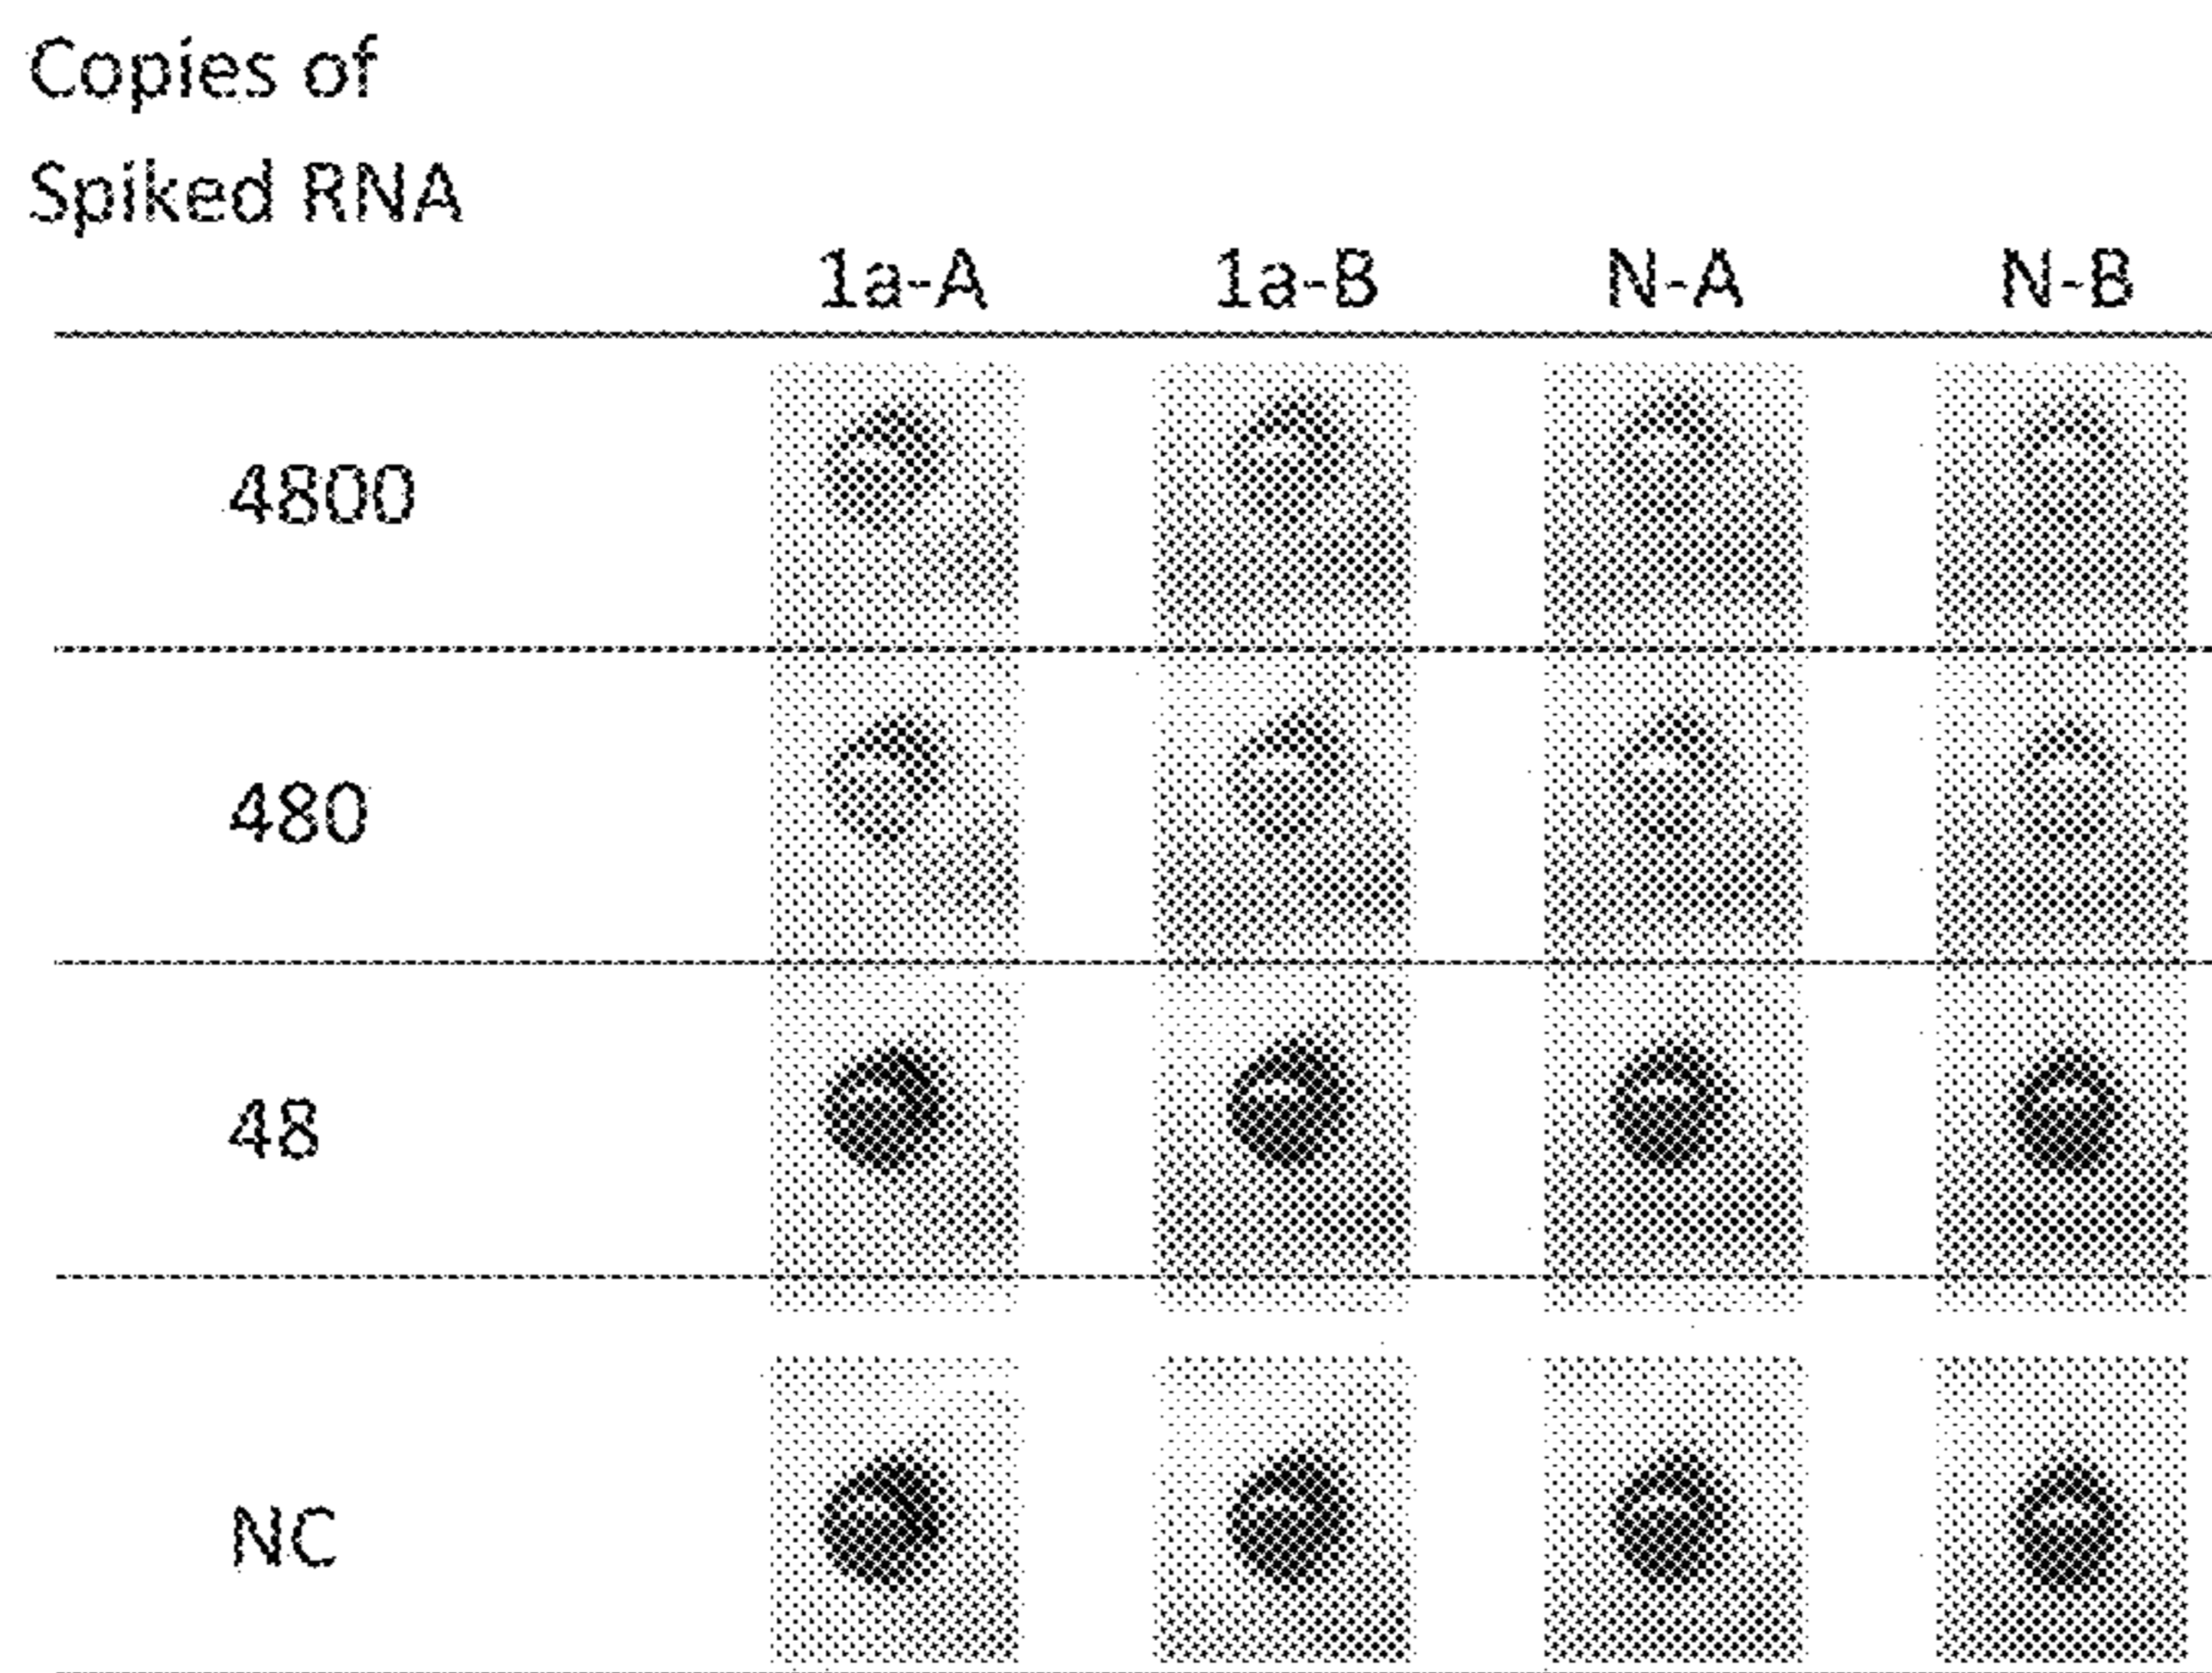 Copies of
Spiked RNA
1a-A 1a-B N-A N-B
4800
480
48
NC